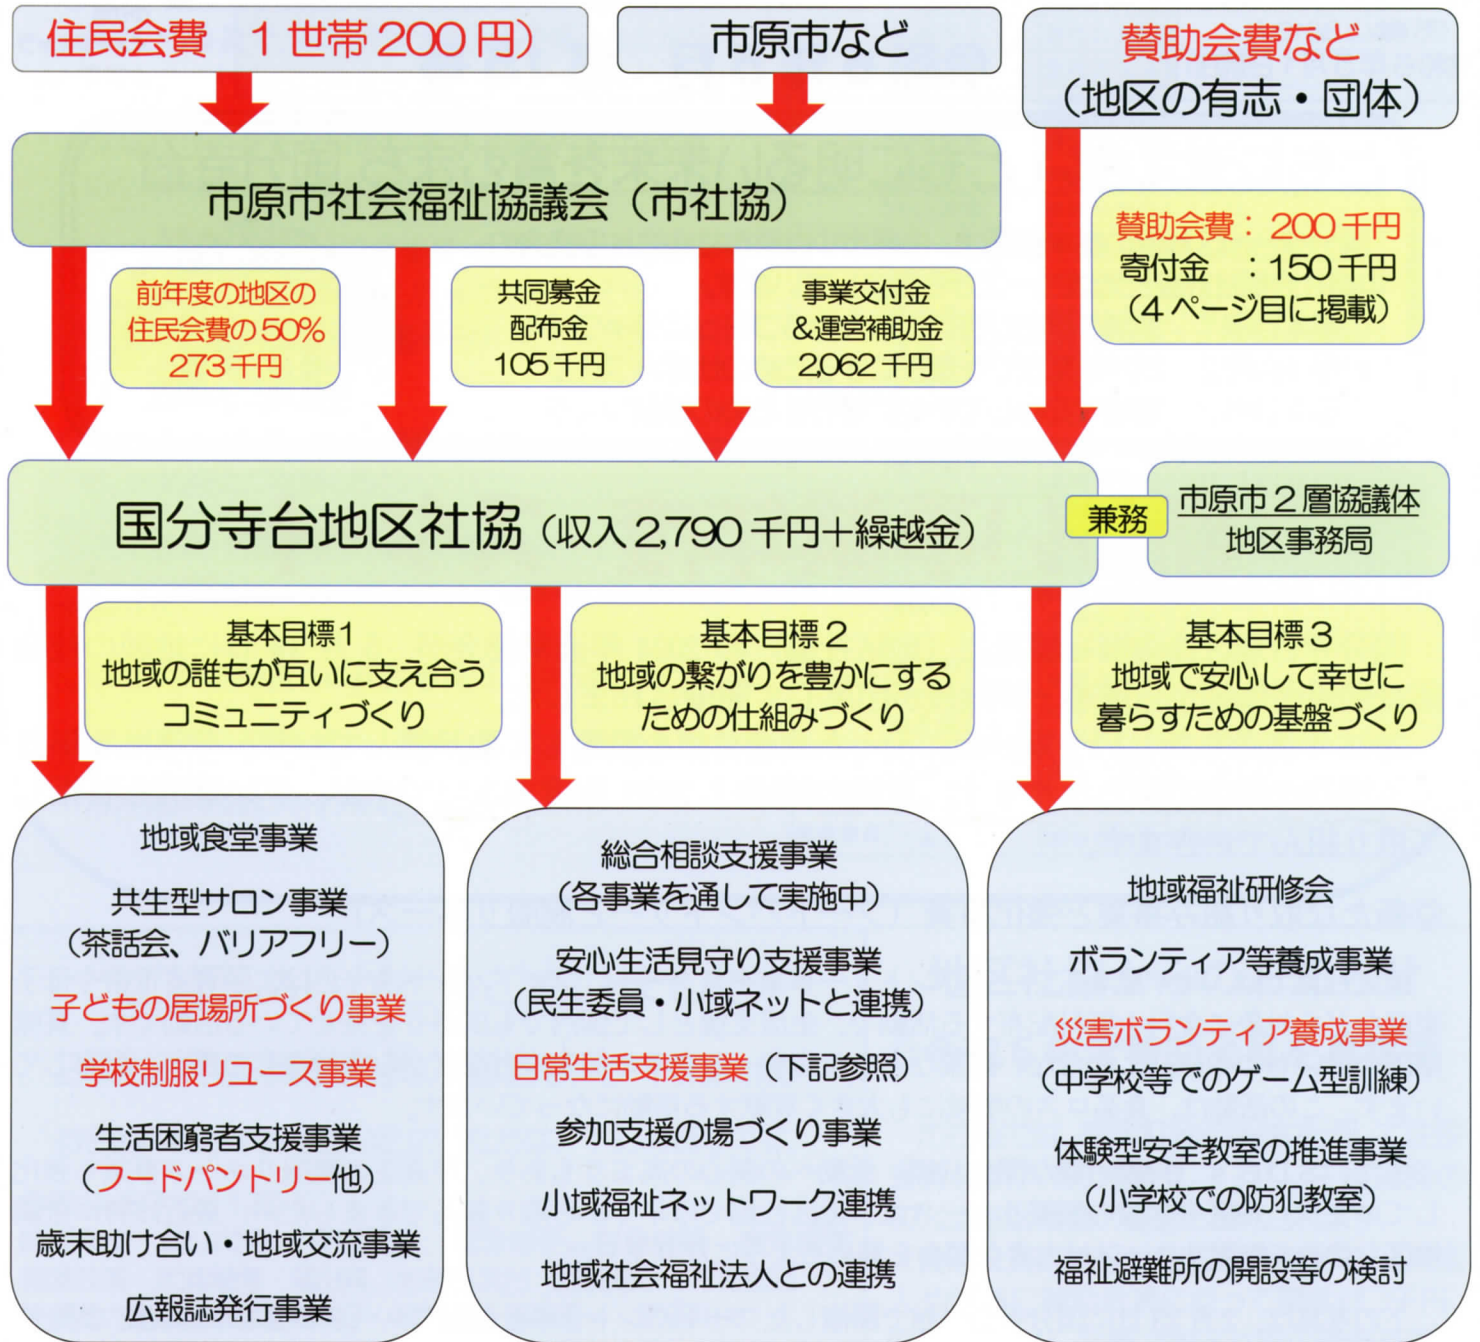 住民会費 1世帯200円)
市原市など
賛助会費など
(地区の有志・団体)
市原市社会福祉協議会(市社協)
前年度の地区の
住民会費の50%
273千円
共同募金
配布金
105千円
事業交付金
&運営補助金
2,062千円
賛助会費:200千円
寄付金 :150千円
(4ページ目に掲載)
国分寺台地区社協(収入2,790千円+繰越金)
兼務
市原市2層協議体
地区事務局
基本目標1
地域の誰もが互いに支え合う
コミュニティづくり
基本目標2
地域の繋がりを豊かにする
ための仕組みづくり
基本目標3
地域で安心して幸せに
暮らすための基盤づくり
地域食堂事業
共生型サロン事業
(茶話会、バリアフリー)
子どもの居場所づくり事業
学校制服リユース事業
生活困窮者支援事業
(フードパントリー他)
歳末助け合い・地域交流事業
広報誌発行事業
総合相談支援事業
(各事業を通して実施中)
安心生活見守り支援事業
(民生委員・小域ネットと連携)
日常生活支援事業(下記参照)
参加支援の場づくり事業
小域福祉ネットワーク連携
地域社会福祉法人との連携
地域福祉研修会
ボランティア等養成事業
災害ボランティア養成事業
(中学校等でのゲーム型訓練)
体験型安全教室の推進事業
(小学校での防犯教室)
福祉避難所の開設等の検討